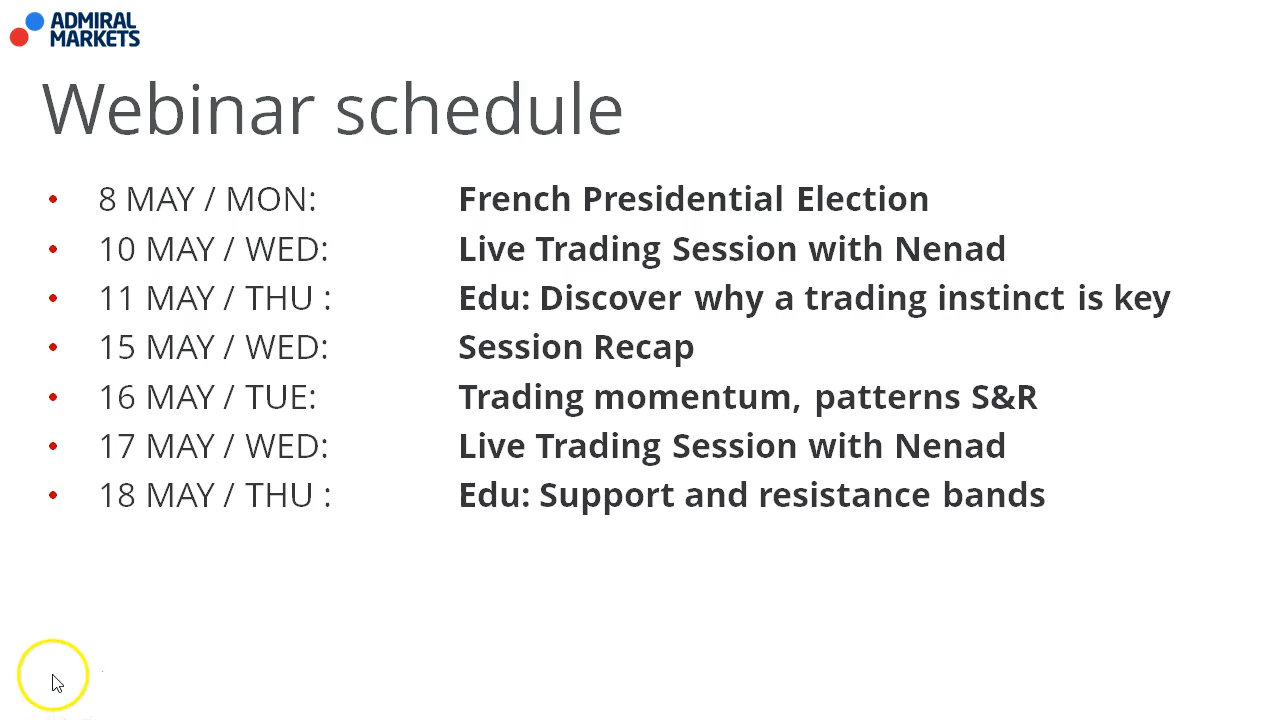 ADMIRAL
MARKETS
Webinar schedule
• 8 MAY / MON: French Presidential Election
• 10 MAY / WED: Live Trading Session with Nenad
• 11 MAY / THU : Edu: Discover why a trading instinct is key
• 15 MAY / WED: Session Recap
• 16 MAY / TUE: Trading momentum, patterns S&R
• 17 MAY / WED: Live Trading Session with Nenad
• 18 MAY / THU : Edu: Support and resistance bands